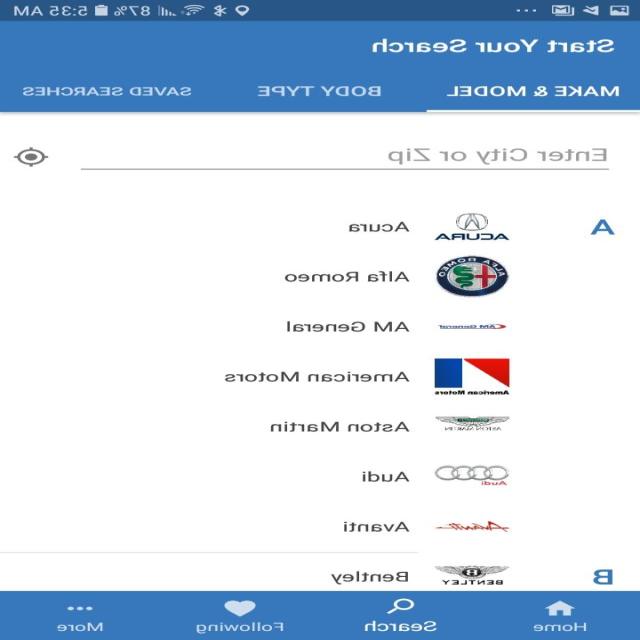 87% 5:35 AM
Start Your Search
MAKE & MODEL BODY TYPE SAVED SEARCHES
Enter City or Zip
A ACURA Acura
ALFA ROMEO Alfa Romeo
AM General AM General
American Motors American Motors
ASTON MARTIN Aston Martin
Audi Audi
Avanti Avanti
B BENTLEY Bentley
Home Search Following More